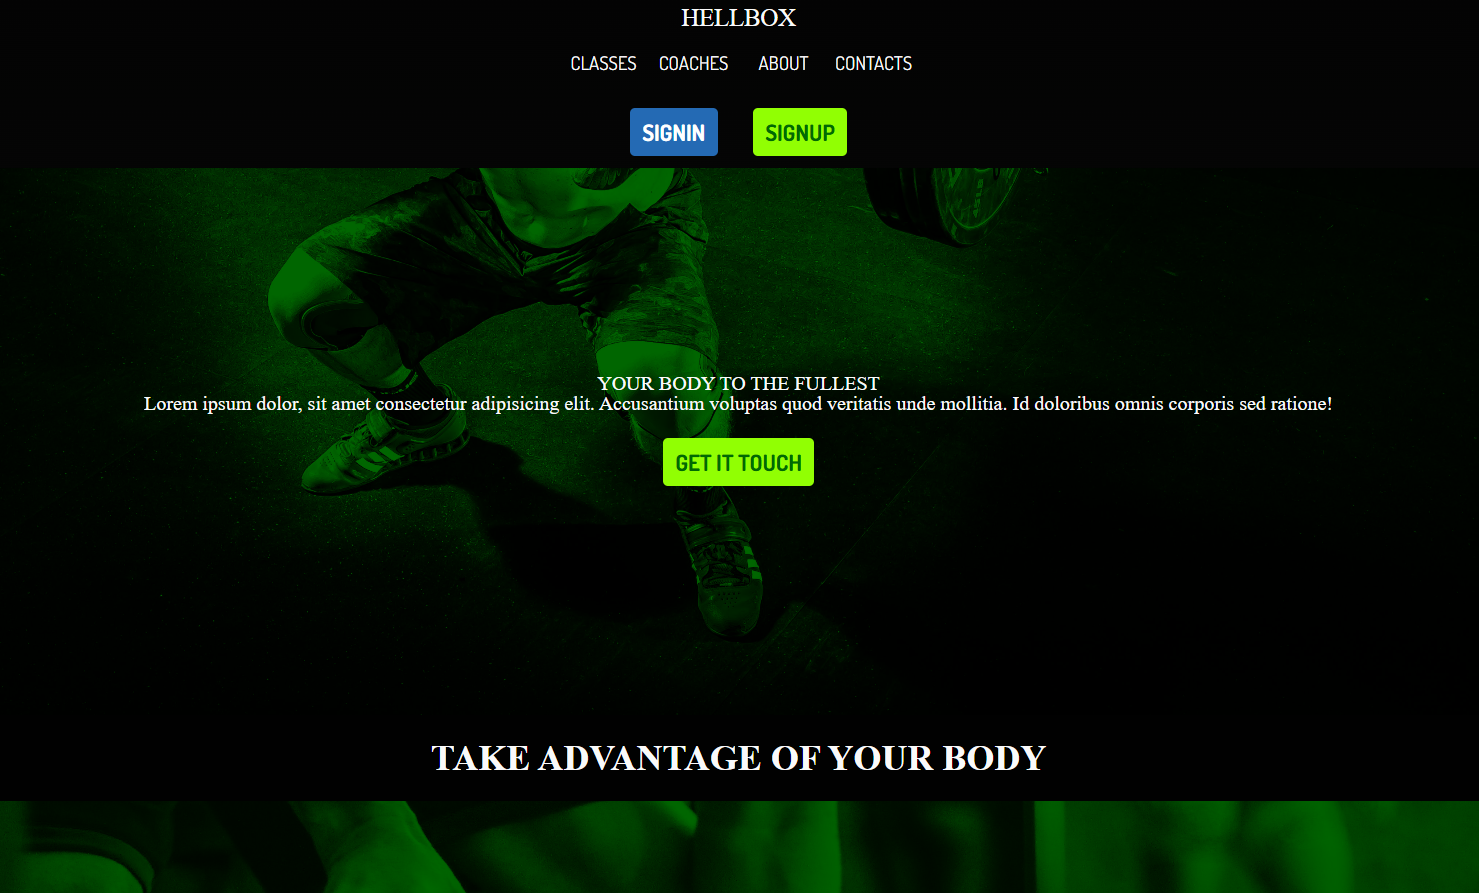 HELLBOX
CLASSES COACHES ABOUT CONTACTS
SIGNIN SIGNUP
YOUR BODY TO THE FULLEST
Lorem ipsum dolor, sit amet consectetur adipisicing elit. Accusantium voluptas quod veritatis unde mollitia. Id doloribus omnis corporis sed ratione!
GET IT TOUCH
TAKE ADVANTAGE OF YOUR BODY